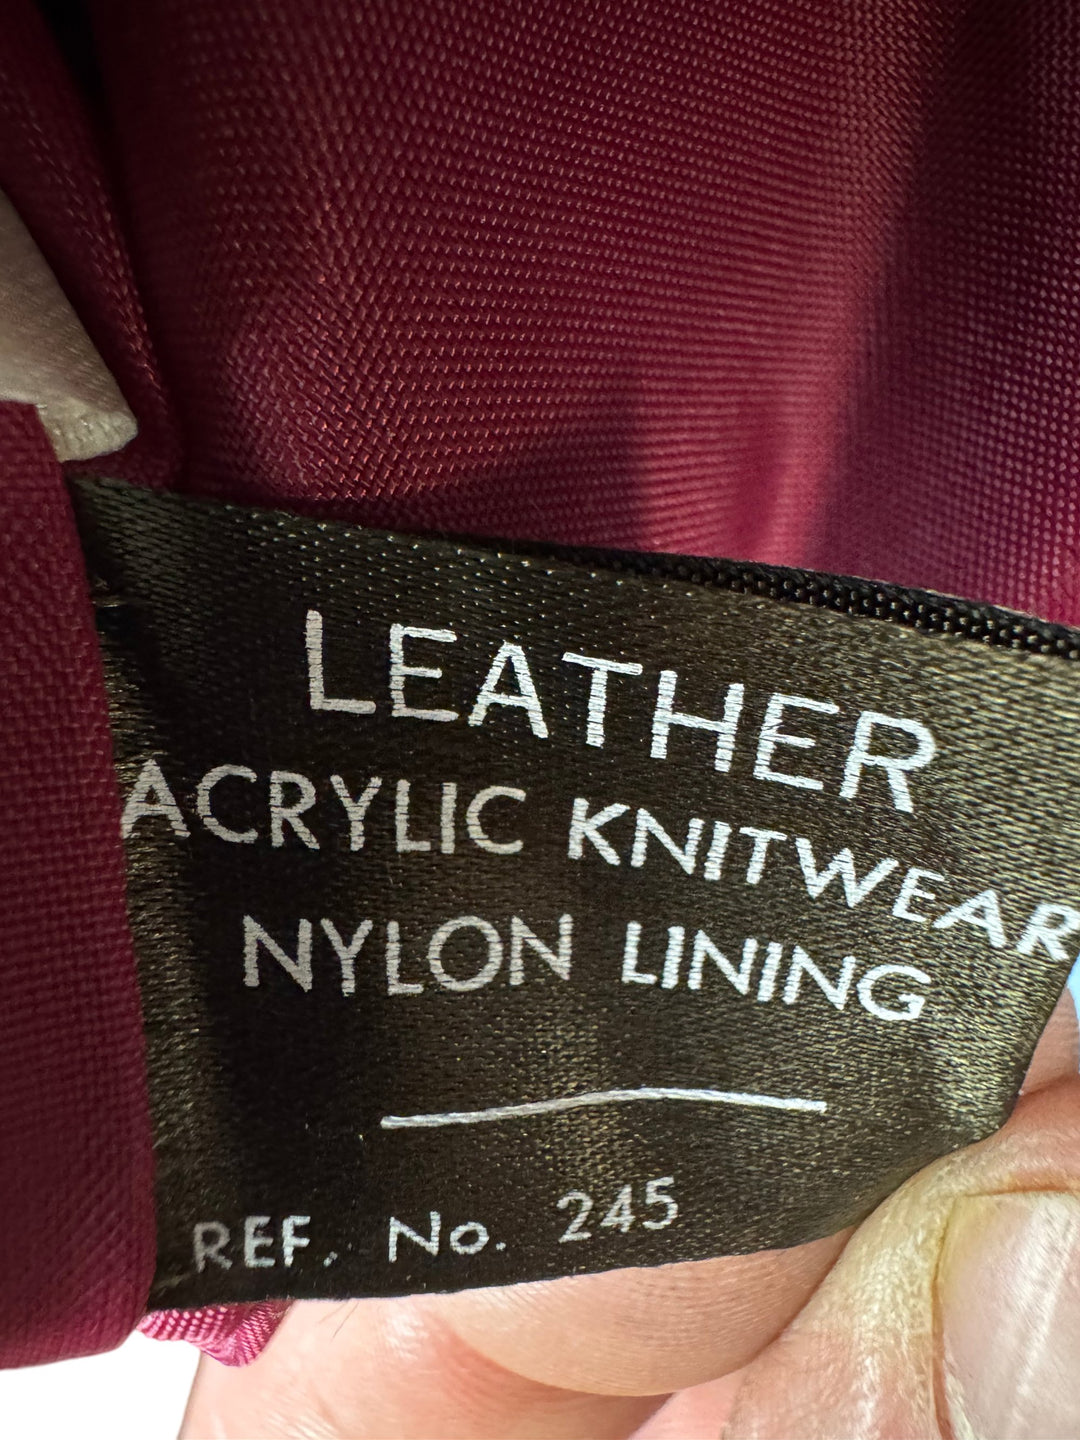 LEATHER
ACRYLIC KNITWEAR
NYLON LINING
REF. No. 245